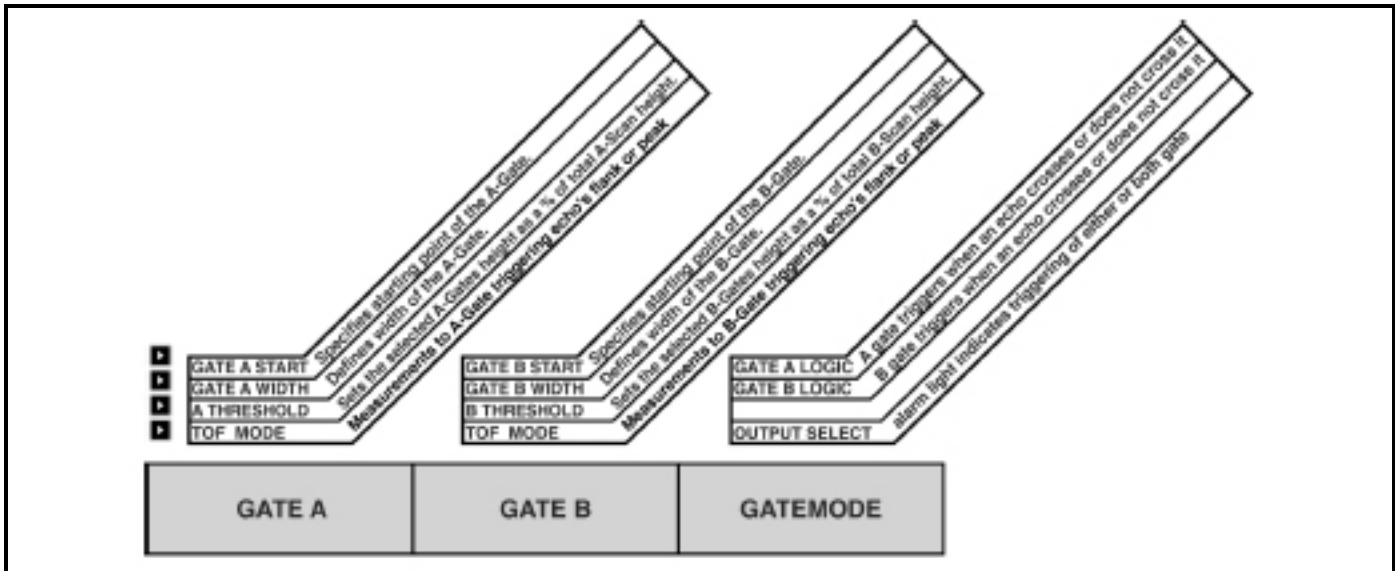 GATE A START Specifies starting point of the A-Gate.
GATE A WIDTH Defines width of the A-Gate.
A THRESHOLD Sets the selected A-Gates height as a % of total A-Scan height.
TOF MODE Measurements to A-Gate triggering echo's flank or peak
GATE B START Specifies starting point of the B-Gate.
GATE B WIDTH Defines width of the B-Gate.
B THRESHOLD Sets the selected B-Gates height as a % of total B-Scan height.
TOF MODE Measurements to B-Gate triggering echo's flank or peak
GATE A LOGIC A gate triggers when an echo crosses or does not cross it
GATE B LOGIC B gate triggers when an echo crosses or does not cross it
OUTPUT SELECT alarm light indicates triggering of either or both gate
GATE A
GATE B
GATEMODE